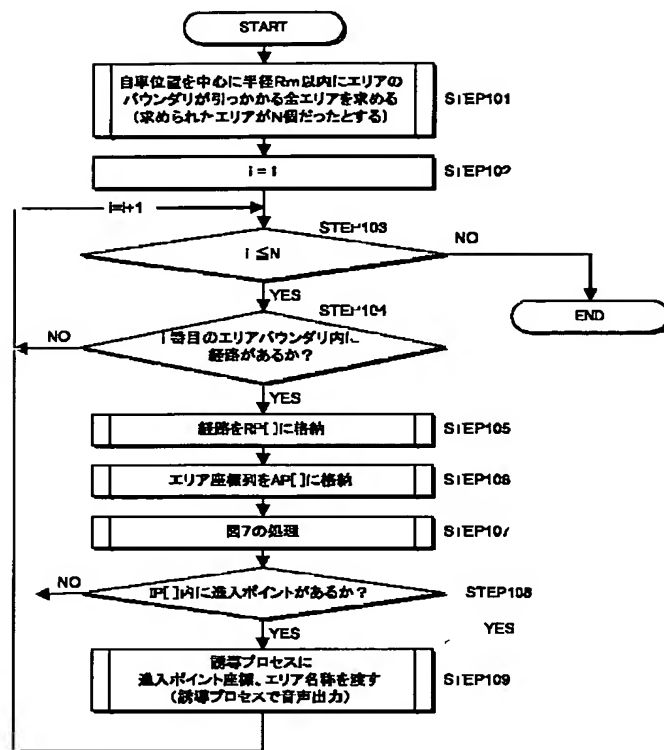 START
自車位置を中心に半径Rm以内にエリアの
バウンダリが引っかかる全エリアを求める
(求められたエリアがN個だったとする)
STEP101
i = 1
STEP102
i=i+1
STEP103
i ≦N
NO
YES
END
STEP104
i 番目のエリアバウンダリ内に
経路があるか?
NO
YES
経路をRP[ ]に格納
STEP105
エリア座標列をAP[ ]に格納
STEP106
図7の処理
STEP107
IP[ ]内に進入ポイントがあるか?
STEP108
NO
YES
YES
誘導プロセスに
進入ポイント座標、エリア名称を渡す
(誘導プロセスで音声出力)
STEP109